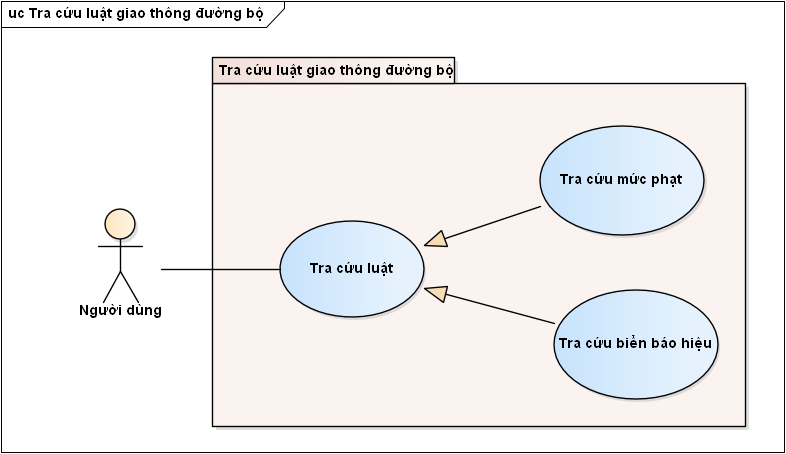 uc Tra cứu luật giao thông đường bộ
Tra cứu luật giao thông đường bộ
Tra cứu mức phạt
Tra cứu luật
Người dùng
Tra cứu biển báo hiệu